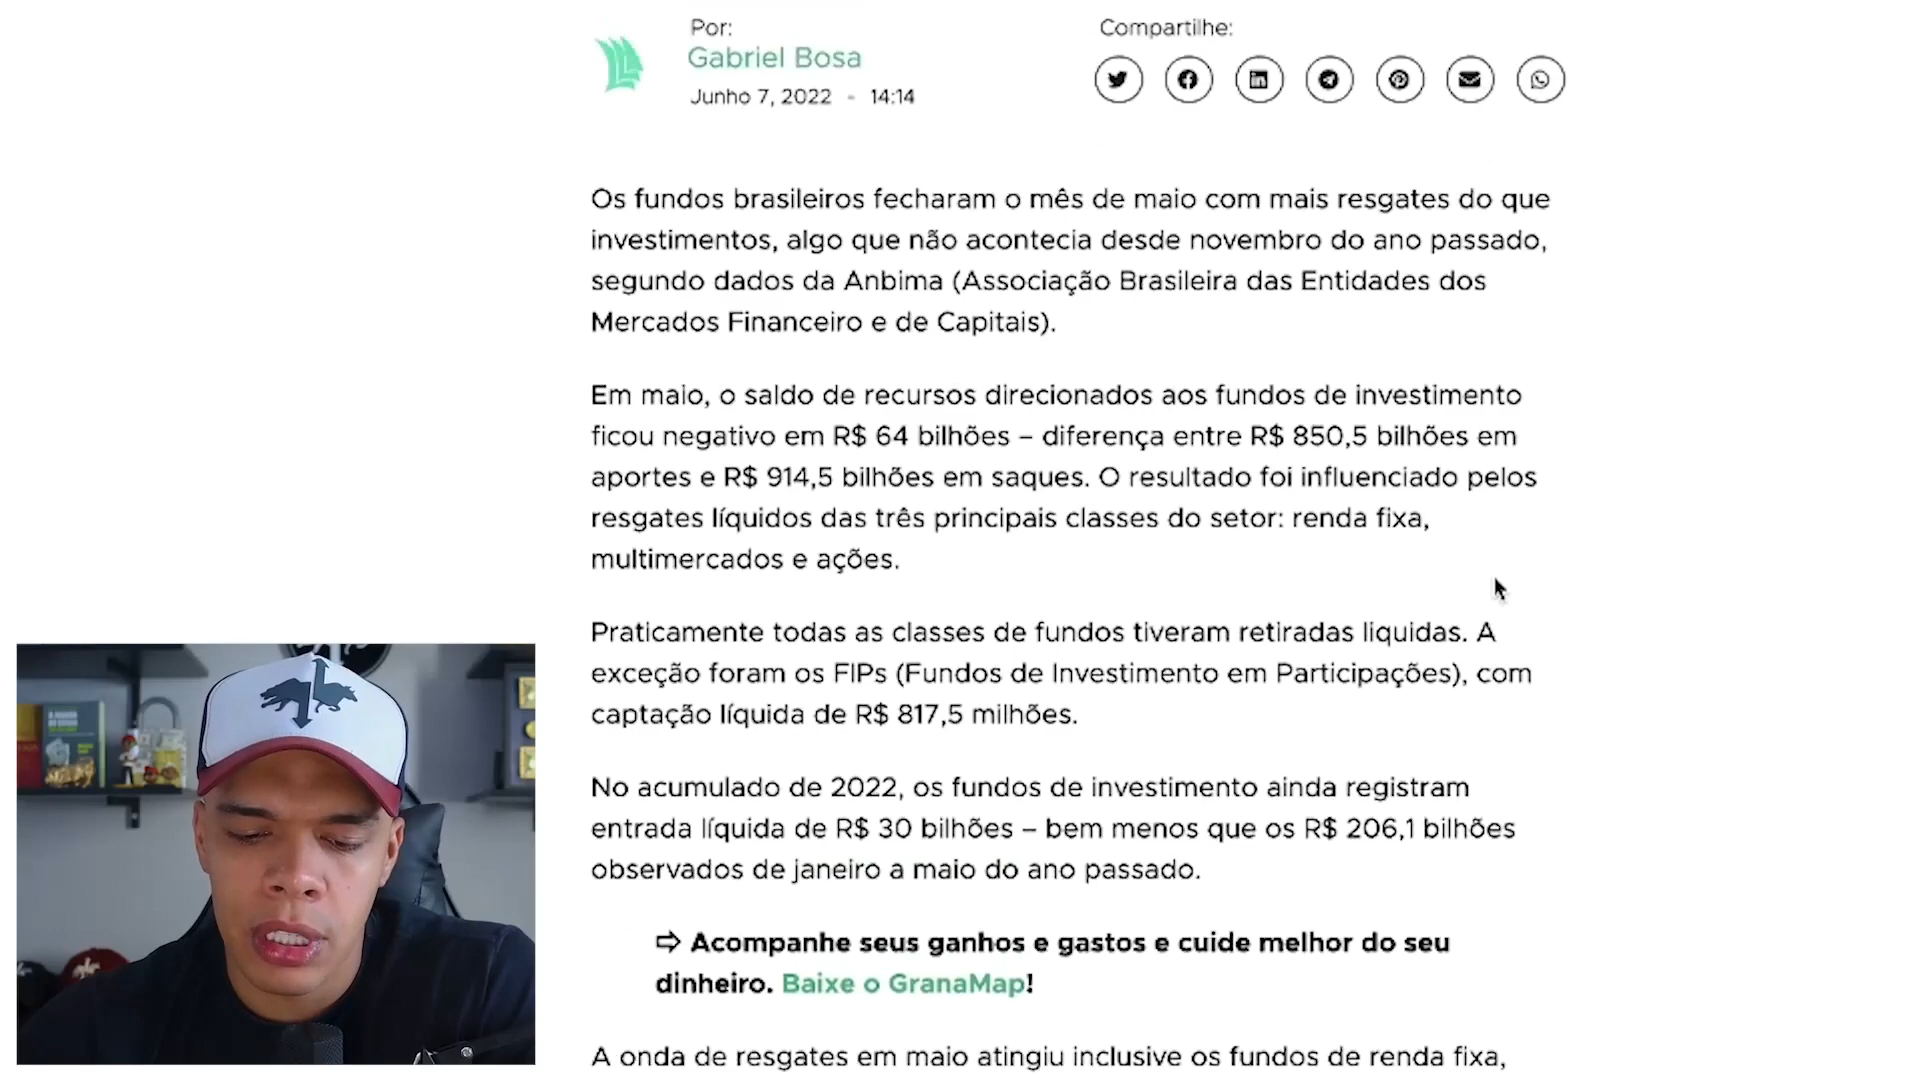 Por:
Gabriel Bosa
Junho 7, 2022 - 14:14
Compartilhe:
Os fundos brasileiros fecharam o mês de maio com mais resgates do que
investimentos, algo que não acontecia desde novembro do ano passado,
segundo dados da Anbima (Associação Brasileira das Entidades dos
Mercados Financeiro e de Capitais).
Em maio, o saldo de recursos direcionados aos fundos de investimento
ficou negativo em R$ 64 bilhões – diferença entre R$ 850,5 bilhões em
aportes e R$ 914,5 bilhões em saques. O resultado foi influenciado pelos
resgates líquidos das três principais classes do setor: renda fixa,
multimercados e ações.
Praticamente todas as classes de fundos tiveram retiradas liquidas. A
exceção foram os FIPs (Fundos de Investimento em Participações), com
captação líquida de R$ 817,5 milhões.
No acumulado de 2022, os fundos de investimento ainda registram
entrada líquida de R$ 30 bilhões – bem menos que os R$ 206,1 bilhões
observados de janeiro a maio do ano passado.
⇨ Acompanhe seus ganhos e gastos e cuide melhor do seu
dinheiro. Baixe o GranaMap!
A onda de resgates em maio atingiu inclusive os fundos de renda fixa,